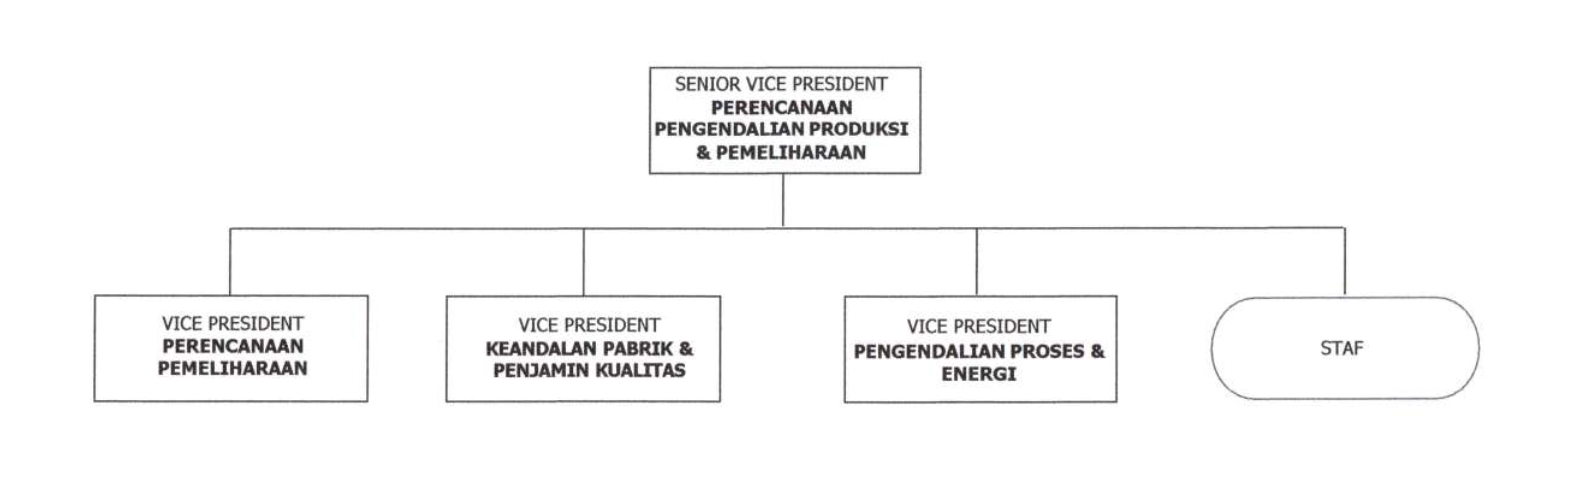 SENIOR VICE PRESIDENT
PERENCANAAN
PENGENDALIAN PRODUKSI
& PEMELIHARAAN
VICE PRESIDENT
PERENCANAAN
PEMELIHARAAN
VICE PRESIDENT
KEANDALAN PABRIK &
PENJAMIN KUALITAS
VICE PRESIDENT
PENGENDALIAN PROSES &
ENERGI
STAF